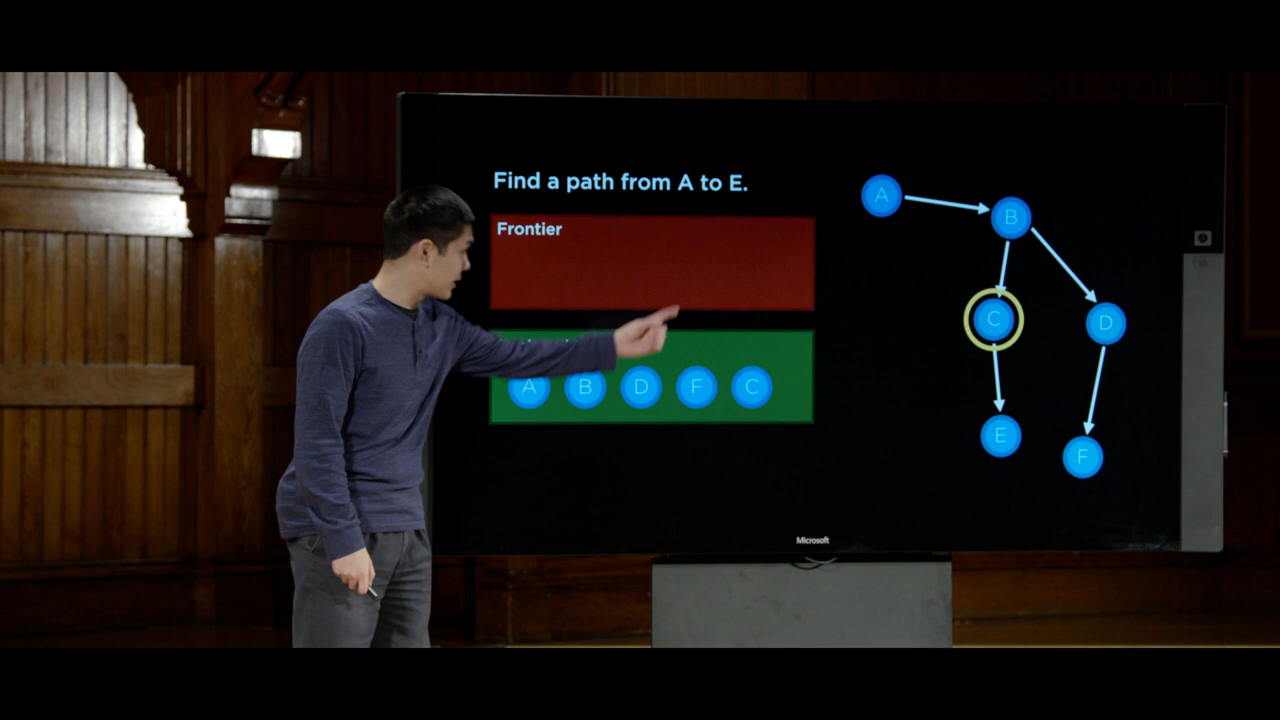 Find a path from A to E.
Frontier
A B D F C
A
B
C
D
E
F
Microsoft